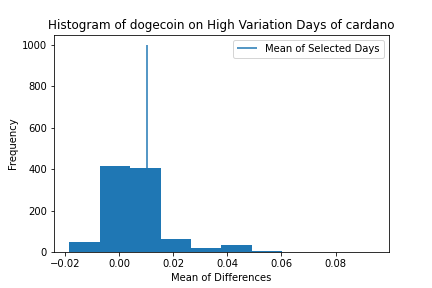 Histogram of dogecoin on High Variation Days of cardano
Mean of Selected Days
1000
800
600
400
200
0
Frequency
−0.02 0.00 0.02 0.04 0.06 0.08
Mean of Differences